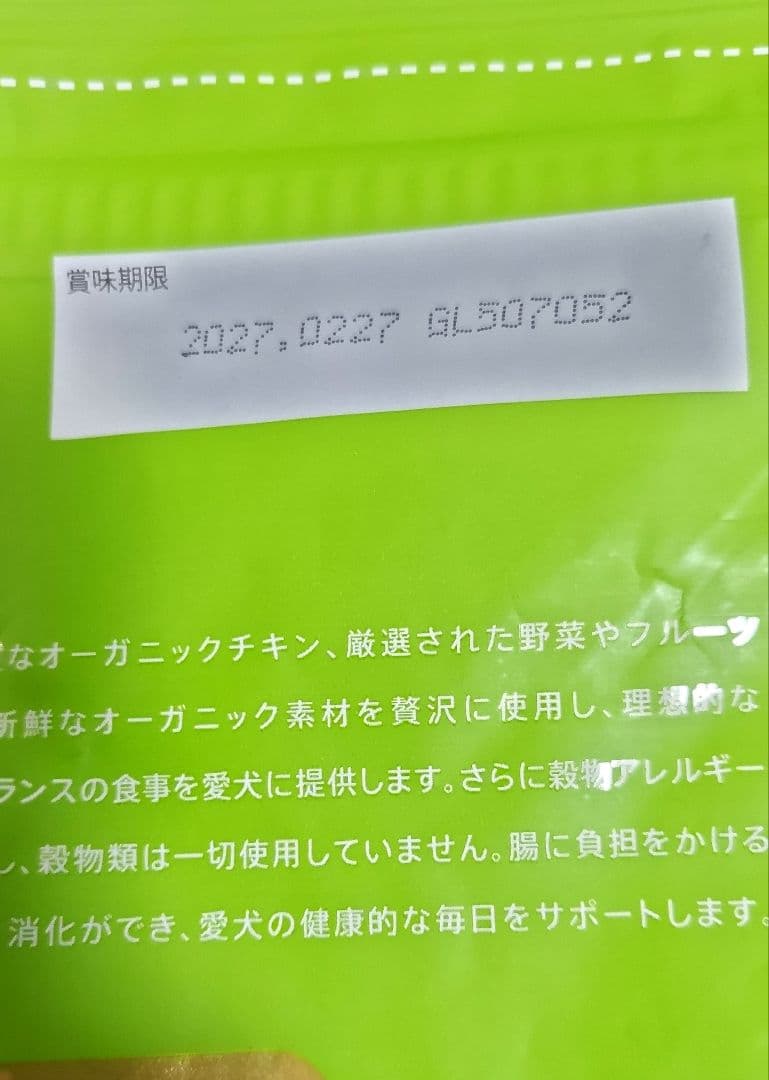 賞味期限
2027.0227 GL507052
なオーガニックチキン、厳選された野菜やフルーツ
新鮮なオーガニック素材を贅沢に使用し、理想的な
ランスの食事を愛犬に提供します。さらに穀物アレルギー
し、穀物類は一切使用していません。腸に負担をかける
消化ができ、愛犬の健康的な毎日をサポートします。